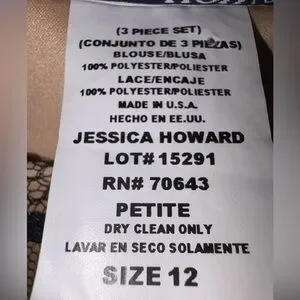 (3 PIECE SET)
(CONJUNTO DE 3 PIEZAS)
BLOUSE/BLUSA
100% POLYESTER/POLIESTER
LACE/ENCAJE
100% POLYESTER/POLIESTER
MADE IN U.S.A.
HECHO EN EE.UU.
JESSICA HOWARD
LOT# 15291
RN# 70643
PETITE
DRY CLEAN ONLY
LAVAR EN SECO SOLAMENTE
SIZE 12